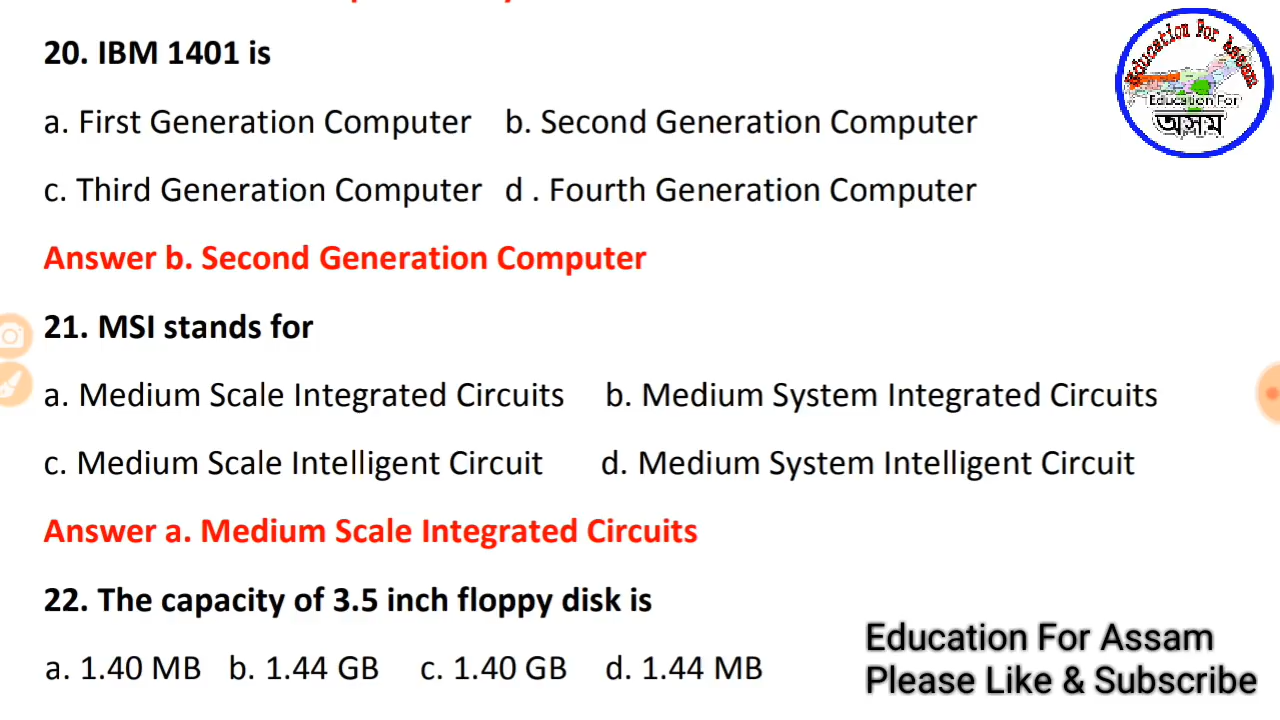 20. IBM 1401 is
a. First Generation Computer b. Second Generation Computer
c. Third Generation Computer d . Fourth Generation Computer
Answer b. Second Generation Computer
21. MSI stands for
a. Medium Scale Integrated Circuits b. Medium System Integrated Circuits
c. Medium Scale Intelligent Circuit d. Medium System Intelligent Circuit
Answer a. Medium Scale Integrated Circuits
22. The capacity of 3.5 inch floppy disk is
a. 1.40 MB b. 1.44 GB c. 1.40 GB d. 1.44 MB
Education For Assam
Education For
অসম
Education For Assam
Please Like & Subscribe